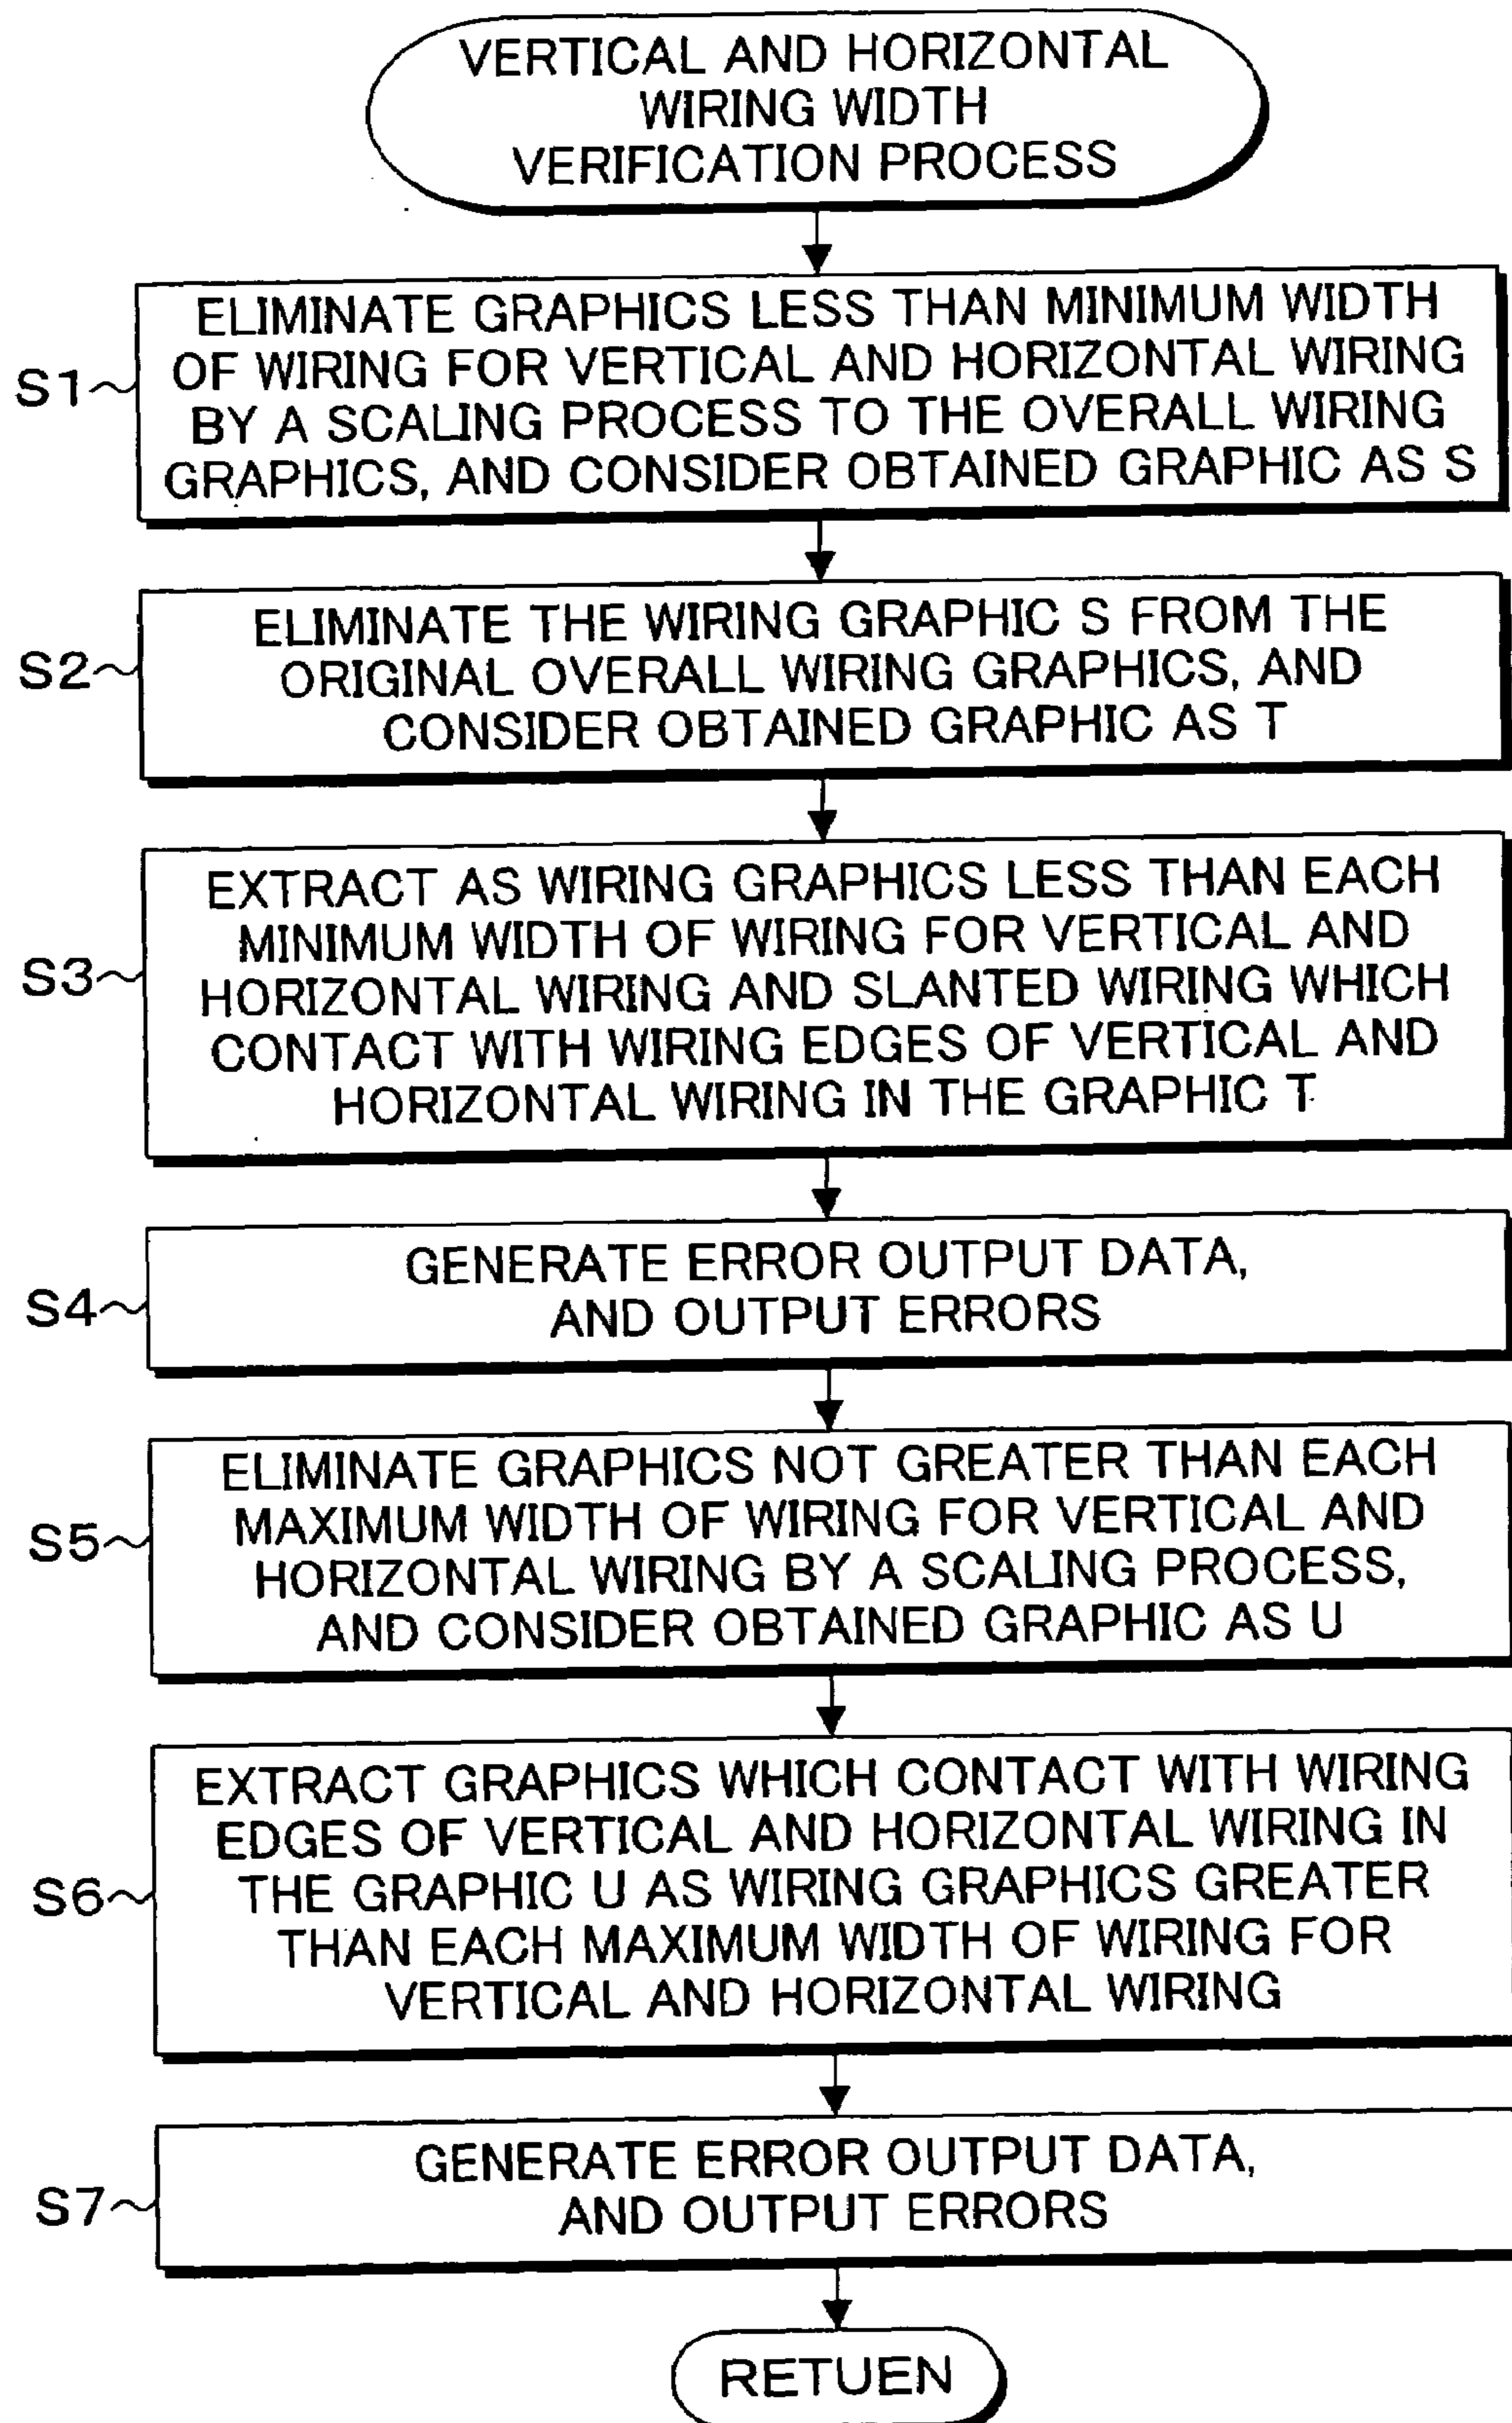 VERTICAL AND HORIZONTAL
WIRING WIDTH
VERIFICATION PROCESS
S1
ELIMINATE GRAPHICS LESS THAN MINIMUM WIDTH
OF WIRING FOR VERTICAL AND HORIZONTAL WIRING
BY A SCALING PROCESS TO THE OVERALL WIRING
GRAPHICS, AND CONSIDER OBTAINED GRAPHIC AS S
S2
ELIMINATE THE WIRING GRAPHIC S FROM THE
ORIGINAL OVERALL WIRING GRAPHICS, AND
CONSIDER OBTAINED GRAPHIC AS T
S3
EXTRACT AS WIRING GRAPHICS LESS THAN EACH
MINIMUM WIDTH OF WIRING FOR VERTICAL AND
HORIZONTAL WIRING AND SLANTED WIRING WHICH
CONTACT WITH WIRING EDGES OF VERTICAL AND
HORIZONTAL WIRING IN THE GRAPHIC T
S4
GENERATE ERROR OUTPUT DATA,
AND OUTPUT ERRORS
S5
ELIMINATE GRAPHICS NOT GREATER THAN EACH
MAXIMUM WIDTH OF WIRING FOR VERTICAL AND
HORIZONTAL WIRING BY A SCALING PROCESS,
AND CONSIDER OBTAINED GRAPHIC AS U
S6
EXTRACT GRAPHICS WHICH CONTACT WITH WIRING
EDGES OF VERTICAL AND HORIZONTAL WIRING IN
THE GRAPHIC U AS WIRING GRAPHICS GREATER
THAN EACH MAXIMUM WIDTH OF WIRING FOR
VERTICAL AND HORIZONTAL WIRING
S7
GENERATE ERROR OUTPUT DATA,
AND OUTPUT ERRORS
RETUEN